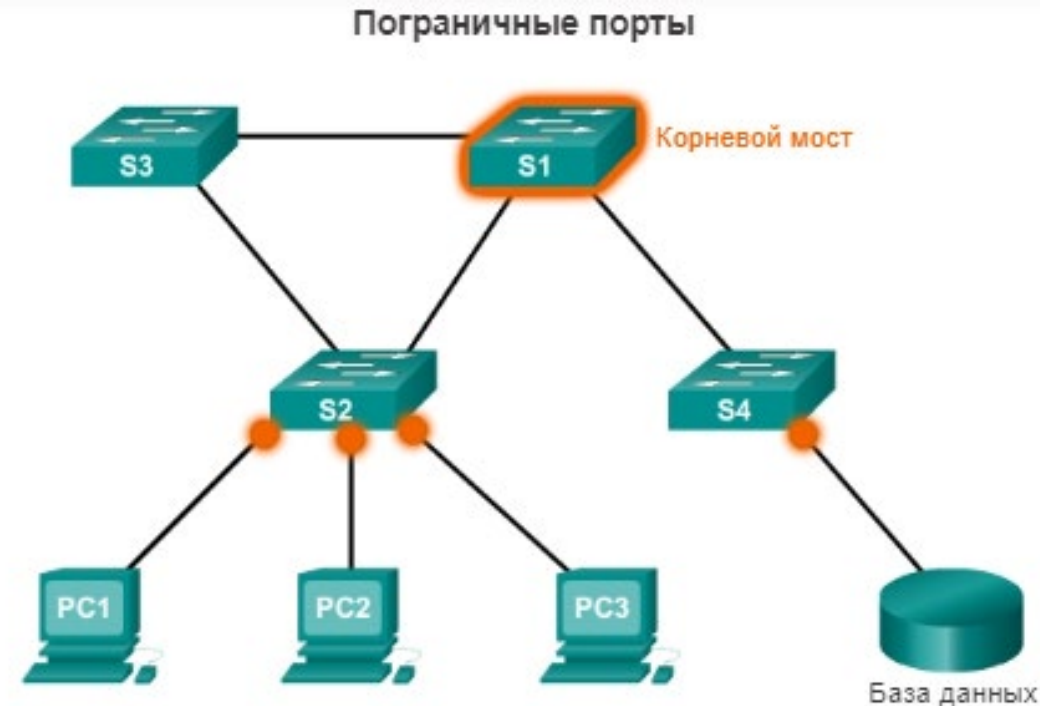 Пограничные порты
S3
S1
Корневой мост
S2
S4
PC1
PC2
PC3
База данных